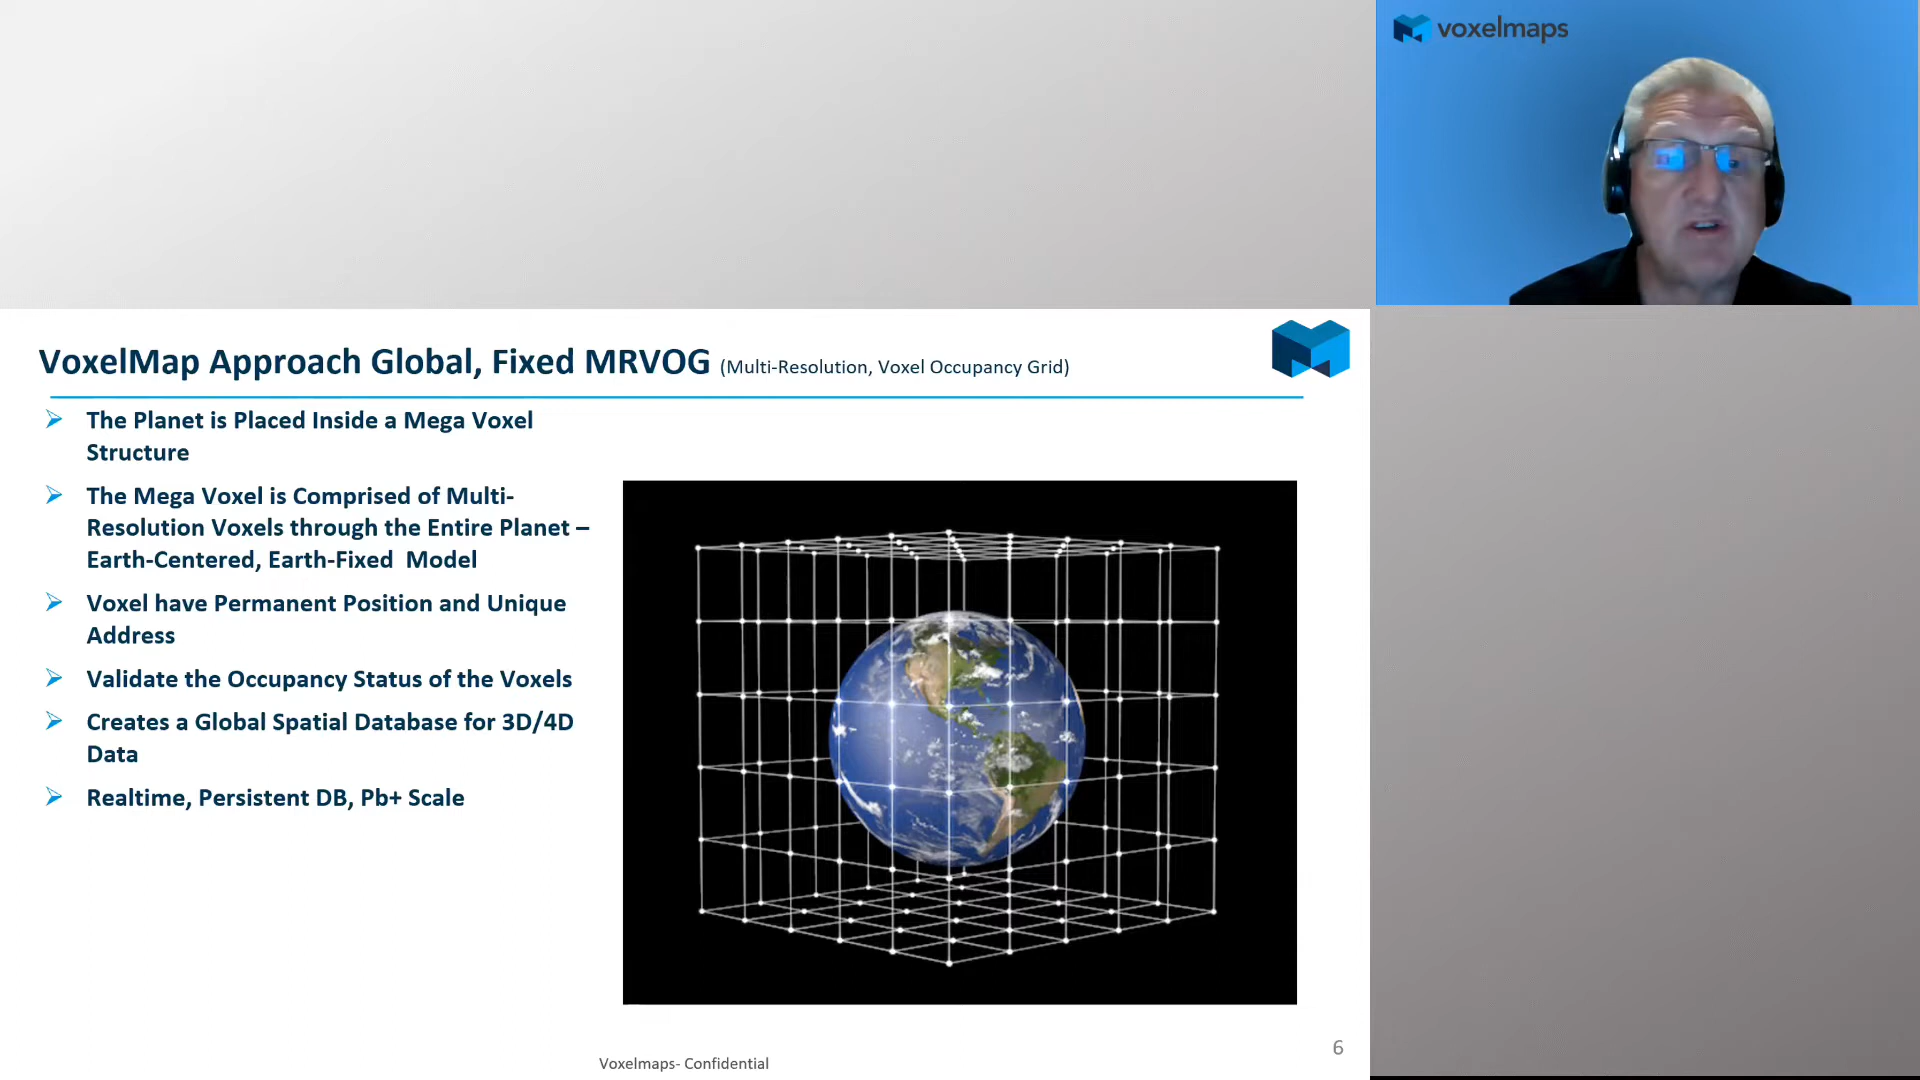 voxelmaps
VoxelMap Approach Global, Fixed MRVOG (Multi-Resolution, Voxel Occupancy Grid)
The Planet is Placed Inside a Mega Voxel
Structure
The Mega Voxel is Comprised of Multi-
Resolution Voxels through the Entire Planet –
Earth-Centered, Earth-Fixed  Model
Voxel have Permanent Position and Unique
Address
Validate the Occupancy Status of the Voxels
Creates a Global Spatial Database for 3D/4D
Data
Realtime, Persistent DB, Pb+ Scale
Voxelmaps- Confidential
6